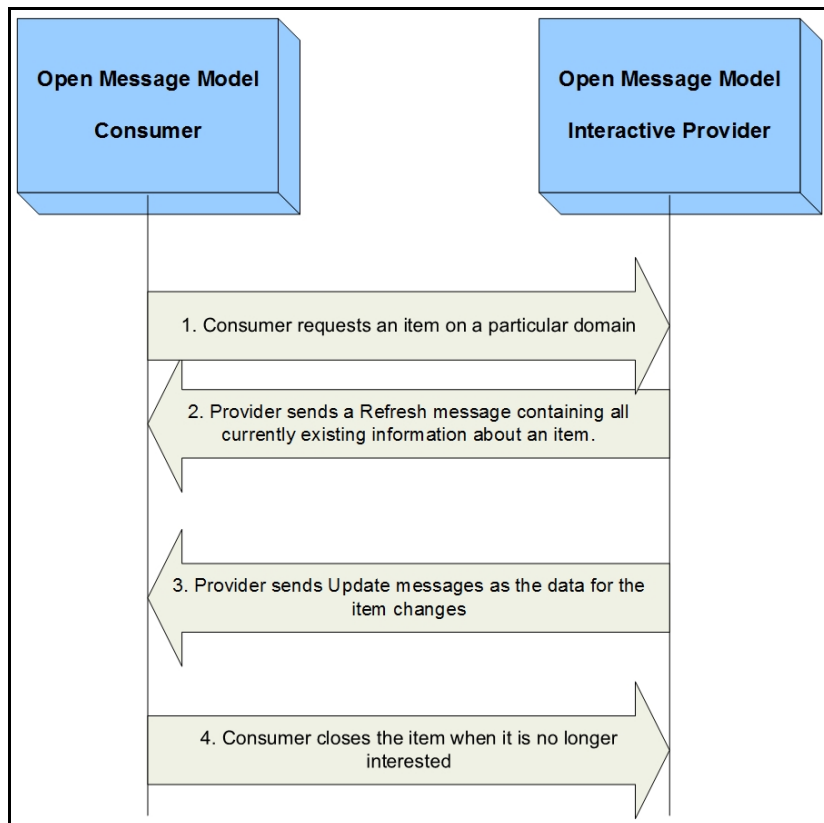 Open Message Model
Consumer
Open Message Model
Interactive Provider
1. Consumer requests an item on a particular domain
2. Provider sends a Refresh message containing all
currently existing information about an item.
3. Provider sends Update messages as the data for the
item changes
4. Consumer closes the item when it is no longer
interested